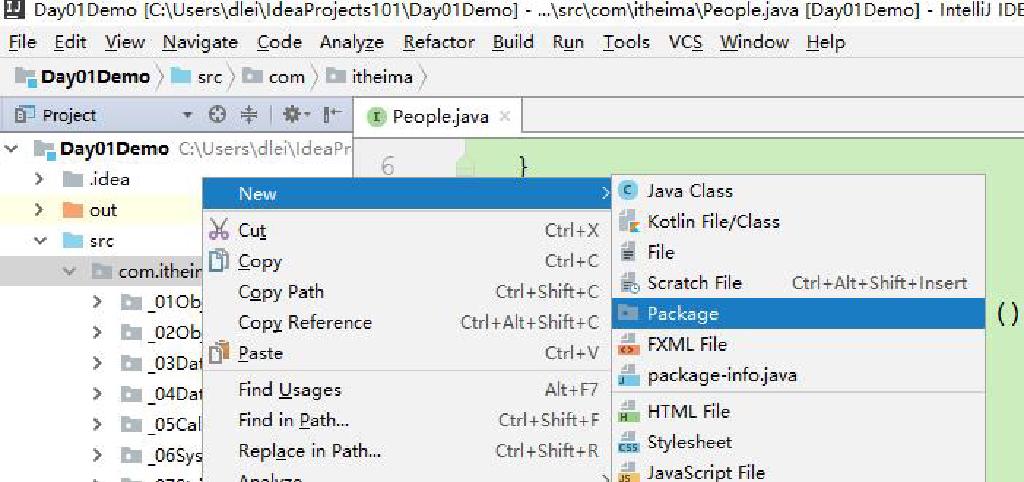 Day01Demo [C:\Users\dlei\IdeaProjects101\Day01Demo] - ...\src\com\itheima\People.java [Day01Demo] - IntelliJ IDE
File Edit View Navigate Code Analyze Refactor Build Run Tools VCS Window Help
Day01Demo src com itheima
Project People.java
Day01Demo C:\Users\dlei\IdeaPr
6 }
.idea
out
src
com.itheim
_01Obj
_02Ob
_03Dat
_04Dat
_05Cal
_06Sys
New
Cut Ctrl+X
Copy Ctrl+C
Copy Path Ctrl+Shift+C
Copy Reference Ctrl+Alt+Shift+C
Paste Ctrl+V
Find Usages Alt+F7
Find in Path... Ctrl+Shift+F
Replace in Path... Ctrl+Shift+R
Analyze
Java Class
Kotlin File/Class
File
Scratch File Ctrl+Alt+Shift+Insert
Package
()
FXML File
package-info.java
HTML File
Stylesheet
JavaScript File